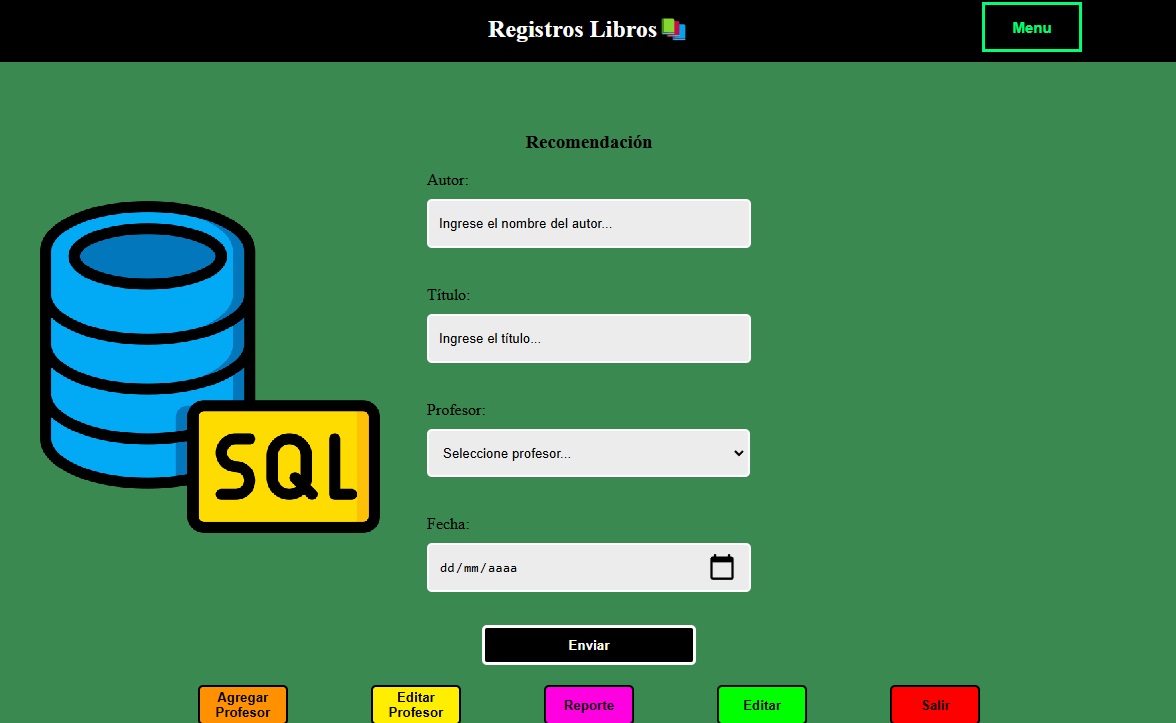 Registros Libros
Menu
Recomendación
Autor:
Ingrese el nombre del autor...
Título:
Ingrese el título...
SQL
Profesor:
Seleccione profesor...
Fecha:
dd/mm/aaaa
Enviar
Agregar
Profesor
Editar
Profesor
Reporte
Editar
Salir